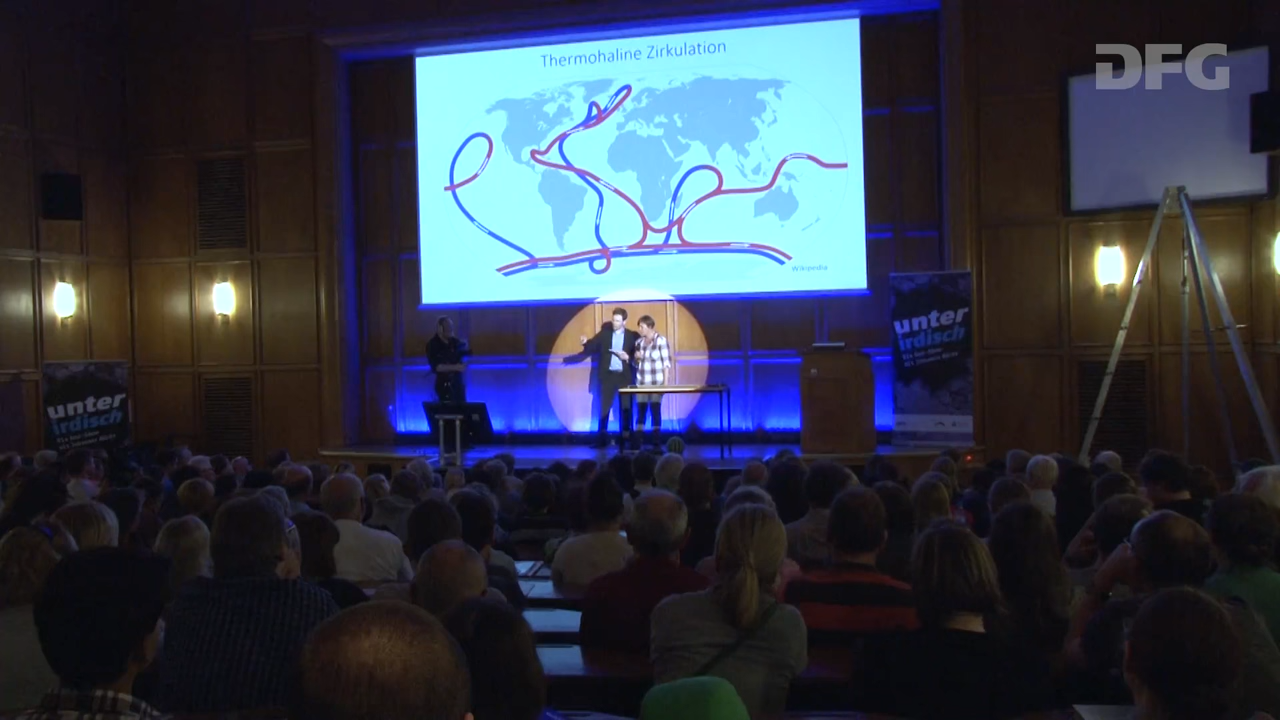 DFG
Thermohaline Zirkulation
Wikipedia
unter
irdisch
unter
irdisch